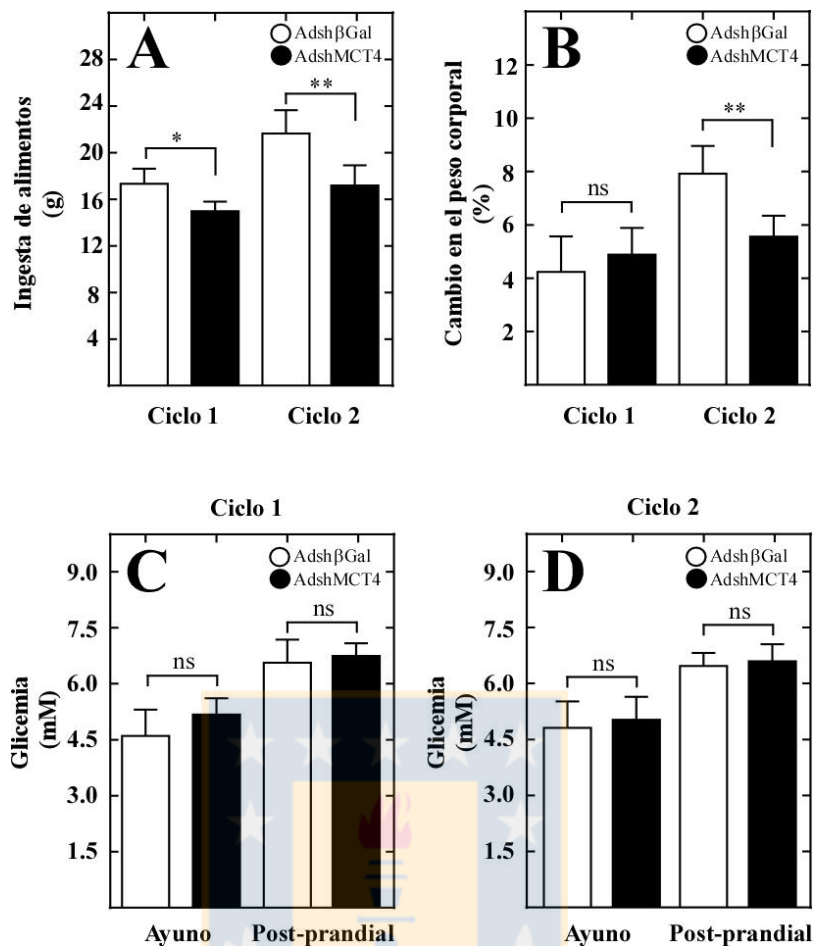 A
AdshβGal
AdshMCT4
28
24
20
16
12
8
4
*
**
Ingesta de alimentos
(g)
Ciclo 1
Ciclo 2
B
AdshβGal
AdshMCT4
12
10
8
6
4
2
ns
**
Cambio en el peso corporal
(%)
Ciclo 1
Ciclo 2
Ciclo 1
C
AdshβGal
AdshMCT4
9.0
7.5
6.0
4.5
3.0
1.5
ns
ns
Glicemia
(mM)
Ayuno
Post-prandial
Ciclo 2
D
AdshβGal
AdshMCT4
9.0
7.5
6.0
4.5
3.0
1.5
ns
ns
Glicemia
(mM)
Ayuno
Post-prandial